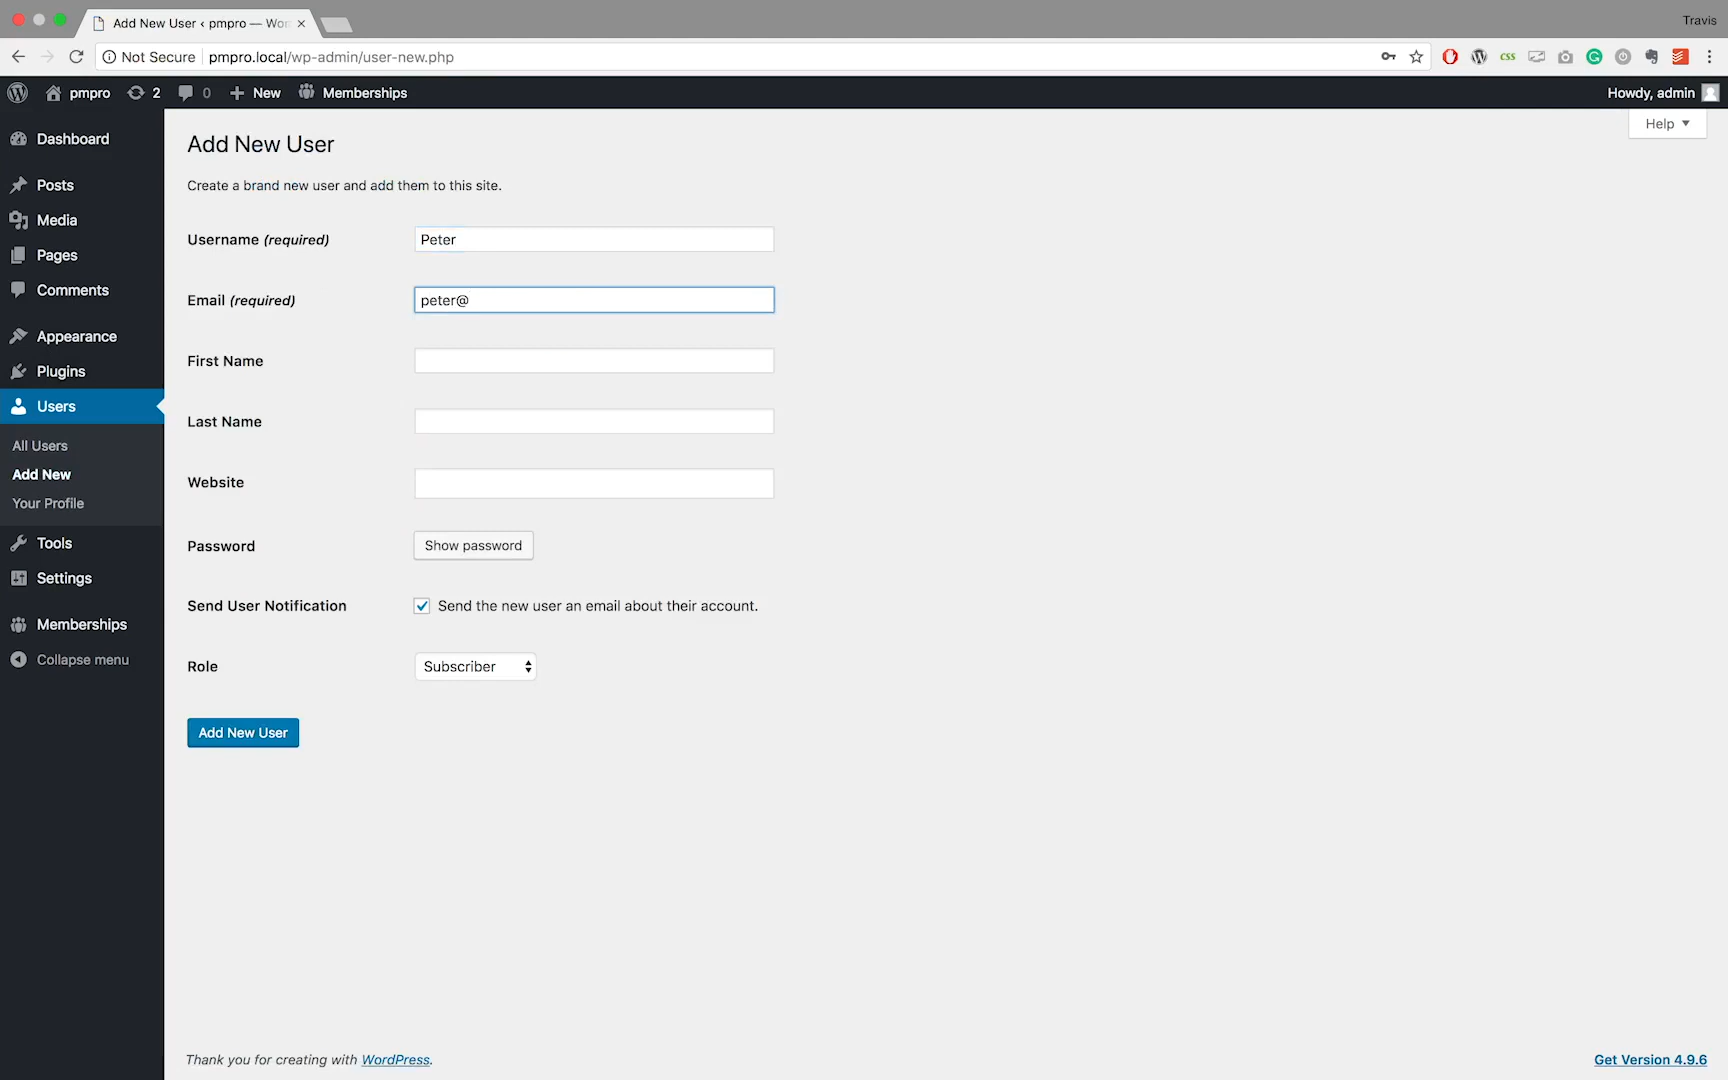 Add New User ‹ pmpro — Wor
Travis
Not Secure pmpro.local/wp-admin/user-new.php
css
pmpro 2 0 New Memberships
Howdy, admin
Help
Dashboard
Posts
Media
Pages
Comments
Appearance
Plugins
Users
All Users
Add New
Your Profile
Tools
Settings
Memberships
Collapse menu
Add New User
Create a brand new user and add them to this site.
Username (required) Peter
Email (required) peter@
First Name
Last Name
Website
Password Show password
Send User Notification Send the new user an email about their account.
Role Subscriber
Add New User
Thank you for creating with WordPress.
Get Version 4.9.6